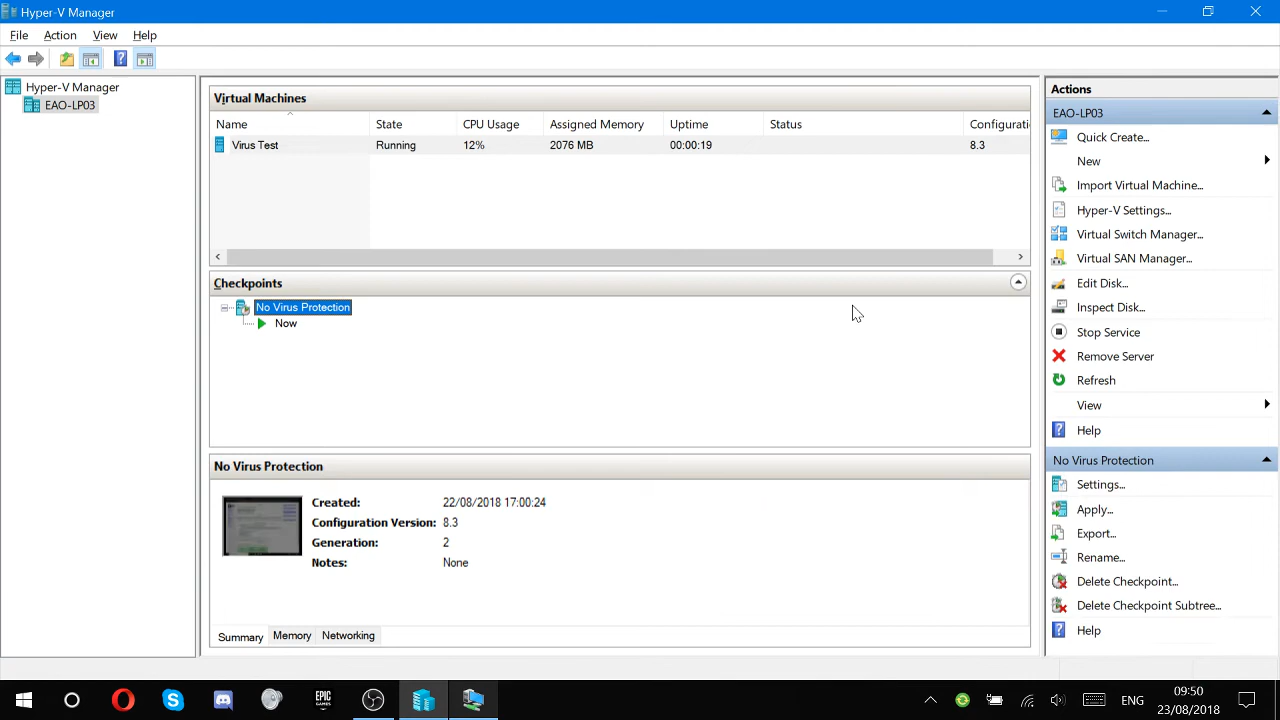 Hyper-V Manager
File Action View Help
Hyper-V Manager
EAO-LP03
Virtual Machines
Name State CPU Usage Assigned Memory Uptime Status Configurati
Virus Test Running 12% 2076 MB 00:00:19 8.3
Checkpoints
No Virus Protection
Now
No Virus Protection
Created: 22/08/2018 17:00:24
Configuration Version: 8.3
Generation: 2
Notes: None
Summary Memory Networking
Actions
EAO-LP03
Quick Create...
New
Import Virtual Machine...
Hyper-V Settings...
Virtual Switch Manager...
Virtual SAN Manager...
Edit Disk...
Inspect Disk...
Stop Service
Remove Server
Refresh
View
Help
No Virus Protection
Settings...
Apply...
Export...
Rename...
Delete Checkpoint...
Delete Checkpoint Subtree...
Help
EPIC
GAMES
ENG
09:50
23/08/2018